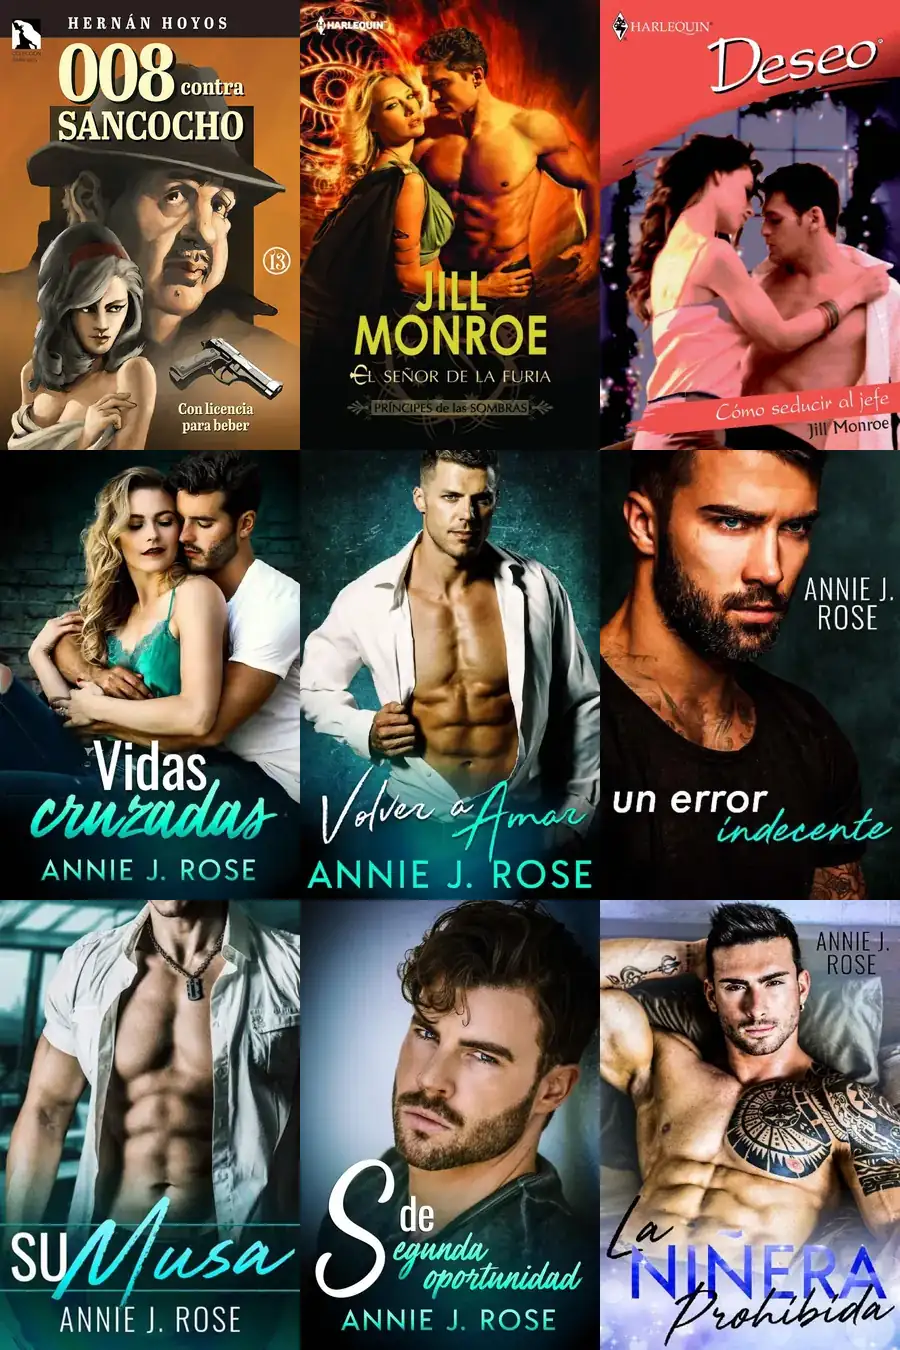 HERNÁN HOYOS
008 contra
SANCOCHO
13
Con licencia
para beber
HARLEQUIN™
JILL
MONROE
EL SEÑOR DE LA FURIA
PRÍNCIPES de las SOMBRAS
HARLEQUIN®
Deseo®
Cómo seducir al jefe
Jill Monroe
Vidas
cruzadas
ANNIE J. ROSE
Volver a Amar
ANNIE J. ROSE
ANNIE J.
ROSE
un error
indecente
SU Musa
ANNIE J. ROSE
S de
egunda
oportunidad
ANNIE J. ROSE
ANNIE J.
ROSE
La
NIÑERA
Prohibida